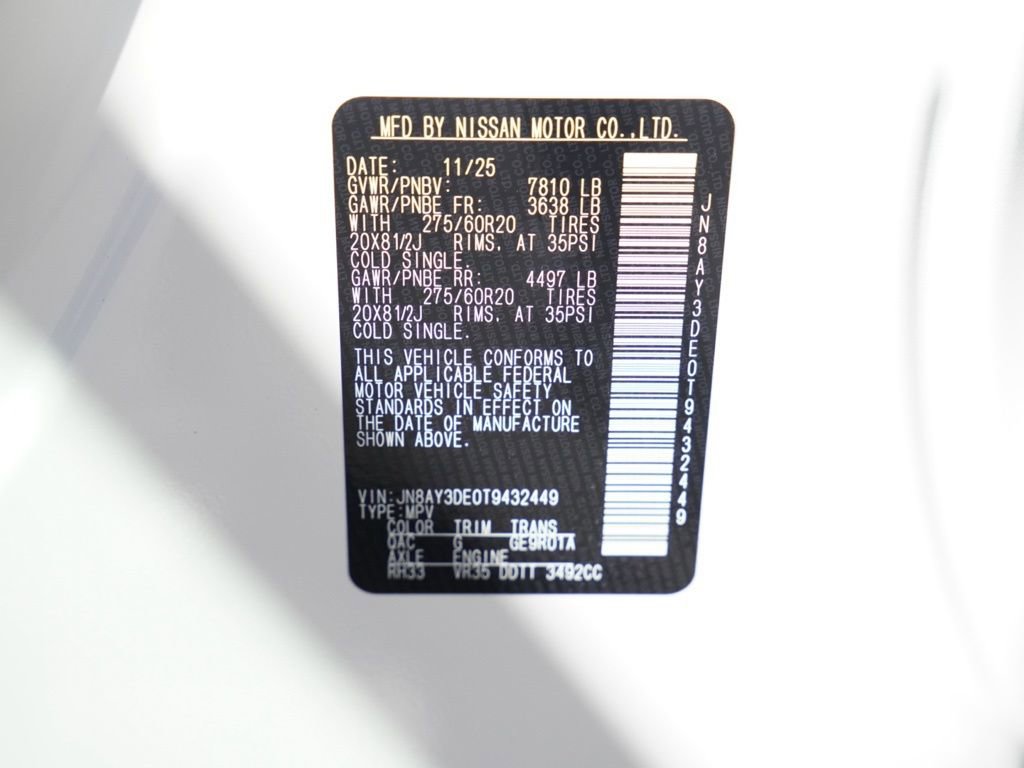 MFD BY NISSAN MOTOR CO.,LTD.
DATE: 11/25
GVWR/PNBV: 7810 LB
GAWR/PNBE FR: 3638 LB
WITH 275/60R20 TIRES
20X81/2J RIMS, AT 35PSI
COLD SINGLE.
GAWR/PNBE RR: 4497 LB
WITH 275/60R20 TIRES
20X81/2J RIMS, AT 35PSI
COLD SINGLE.
THIS VEHICLE CONFORMS TO
ALL APPLICABLE FEDERAL
MOTOR VEHICLE SAFETY
STANDARDS IN EFFECT ON
THE DATE OF MANUFACTURE
SHOWN ABOVE.
VIN:JN8AY3DE0T9432449
TYPE:MPV
COLOR TRIM TRANS
QAC G GE9R01A
AXLE ENGINE
RH33 VR35 DDTT 3492CC
JN8AY3DE0T9432449